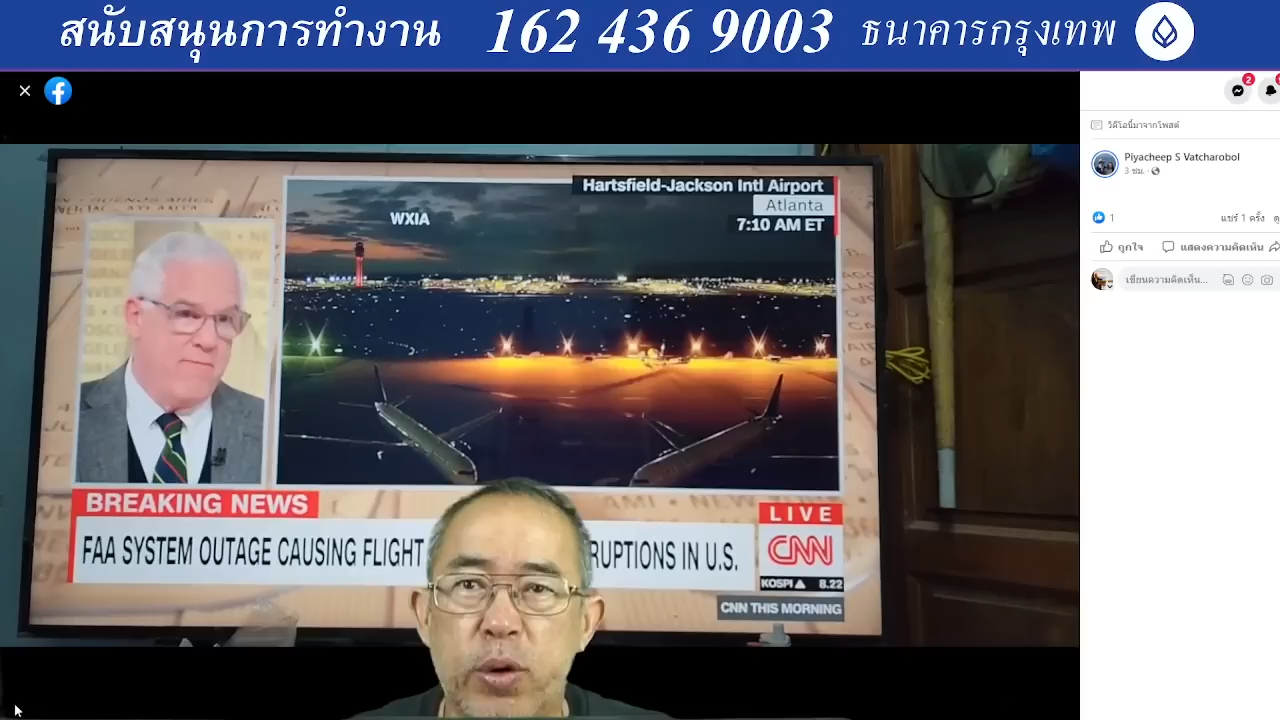 สนับสนุนการทำงาน 162 436 9003 ธนาคารกรุงเทพ
2
วิดีโอนี้มาจากโพสต์
Piyacheep S Vatcharobol
3 ชม.
1
แชร์ 1 ครั้ง
ถูกใจ
แสดงความคิดเห็น
เขียนความคิดเห็น...
Hartsfield-Jackson Intl Airport
Atlanta
7:10 AM ET
WXIA
BREAKING NEWS
FAA SYSTEM OUTAGE CAUSING FLIGHT RUPTIONS IN U.S.
LIVE
CNN
KOSPI ▲ 8.22
CNN THIS MORNING